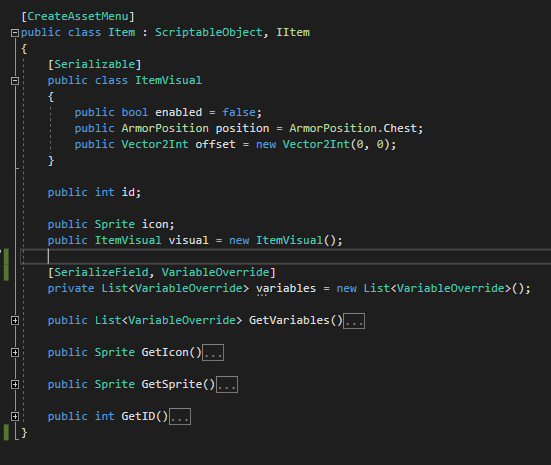 [CreateAssetMenu]
public class Item : ScriptableObject, IItem
{
[Serializable]
public class ItemVisual
{
public bool enabled = false;
public ArmorPosition position = ArmorPosition.Chest;
public Vector2Int offset = new Vector2Int(0, 0);
}
public int id;
public Sprite icon;
public ItemVisual visual = new ItemVisual();
[SerializeField, VariableOverride]
private List<VariableOverride> variables = new List<VariableOverride>();
public List<VariableOverride> GetVariables()...
public Sprite GetIcon()...
public Sprite GetSprite()...
public int GetID()...
}